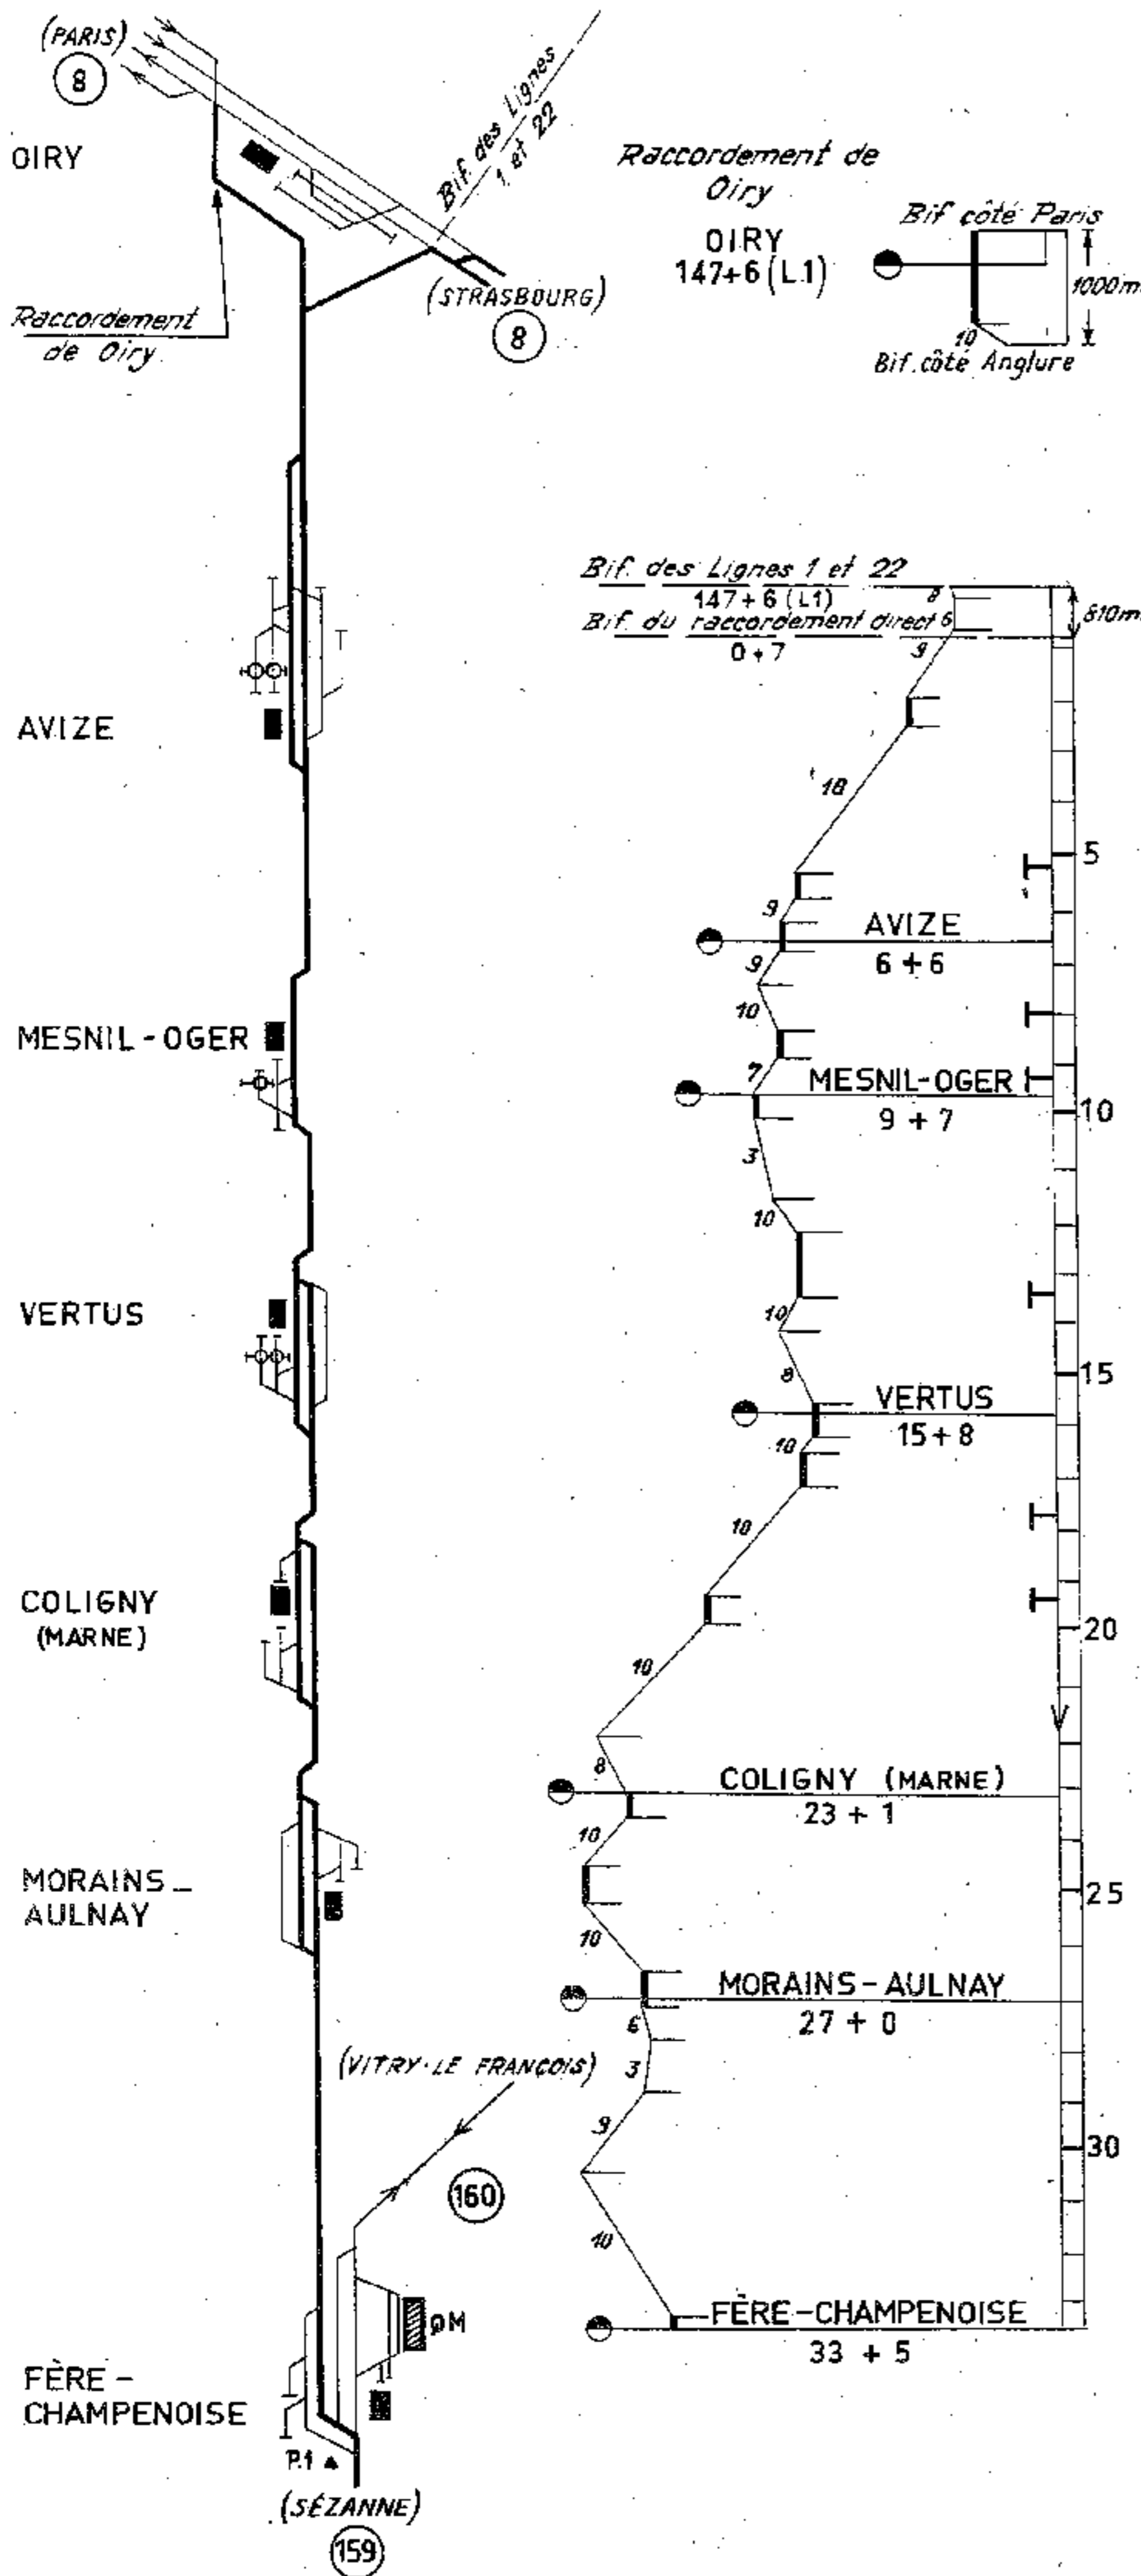 (PARIS)
8
OIRY
Bif. des Lignes
1 et 22
Raccordement
de Oiry
(STRASBOURG)
8
Raccordement de
Oiry
OIRY
147+6 (L.1)
Bif côté Paris
1000m.
10
Bif. côté Anglure
AVIZE
MESNIL-OGER
VERTUS
COLIGNY
(MARNE)
MORAINS_
AULNAY
(VITRY-LE FRANÇOIS)
160
ØM
FÈRE-
CHAMPENOISE
P.1
(SÉZANNE)
159
Bif. des Lignes 1 et 22
147+6 (L1)
8
Bif. du raccordement direct 6
0+7
810m.
9
18
5
9
AVIZE
6+6
9
10
7
MESNIL-OGER
9+7
10
3
10
10
8
15
VERTUS
15+8
10
10
20
10
8
COLIGNY (MARNE)
23+1
10
25
10
MORAINS-AULNAY
27+0
6
3
9
30
10
FÈRE-CHAMPENOISE
33+5